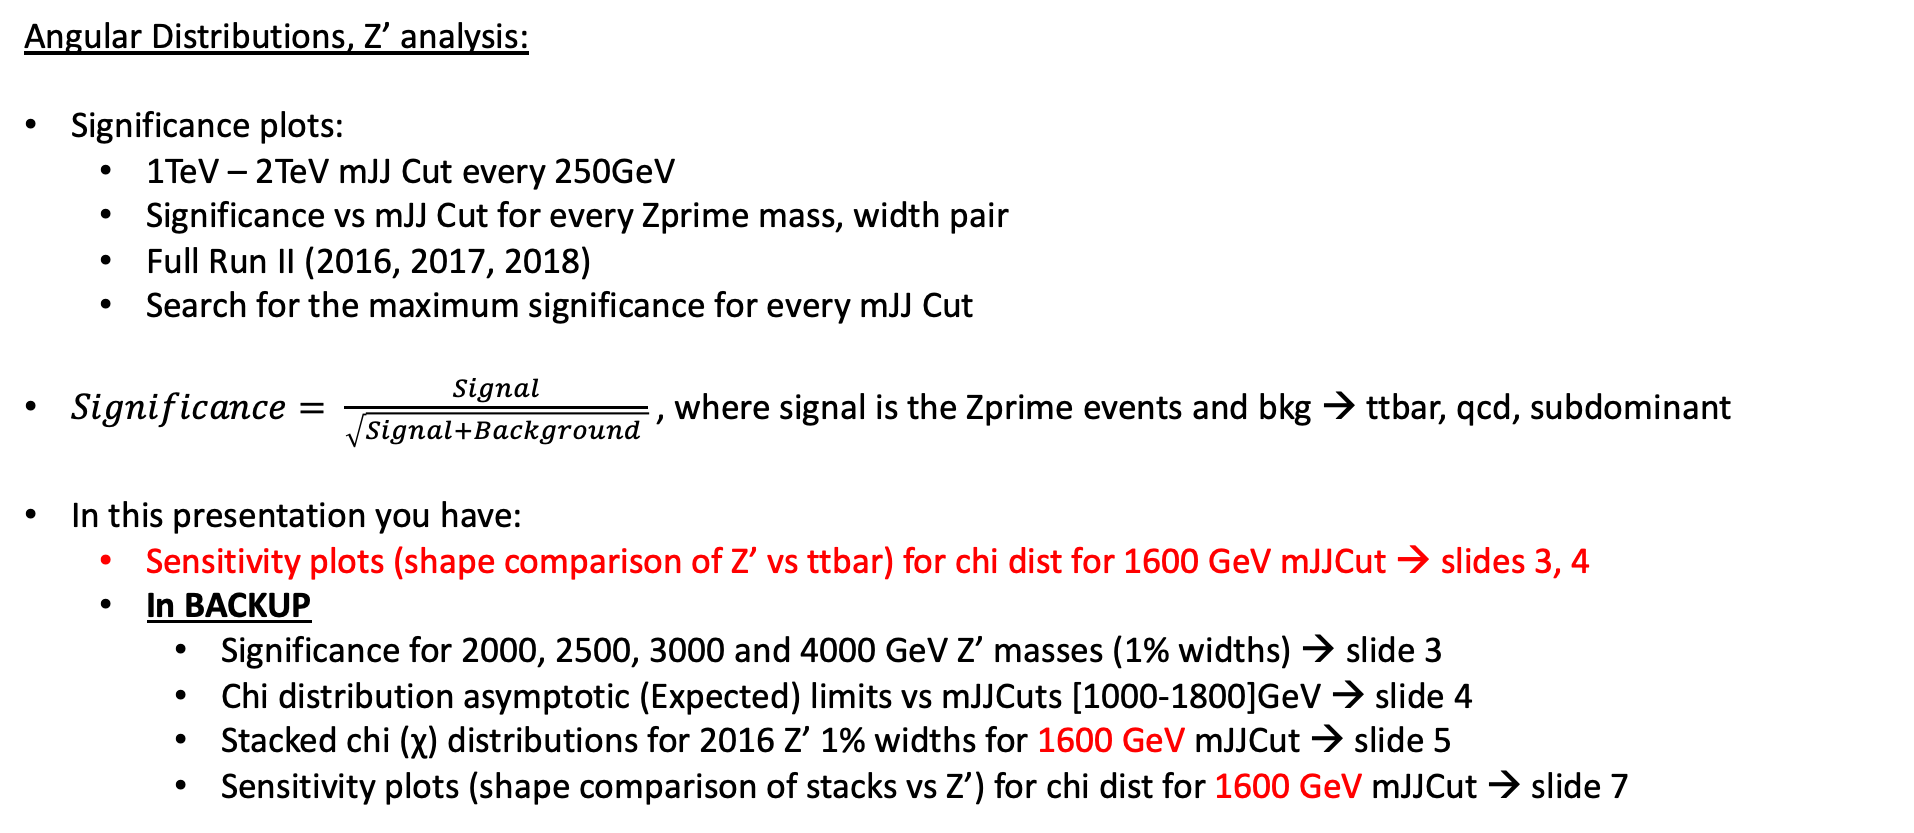 Angular Distributions, Z’ analysis:
• Significance plots:
• 1TeV – 2TeV mJJ Cut every 250GeV
• Significance vs mJJ Cut for every Zprime mass, width pair
• Full Run II (2016, 2017, 2018)
• Search for the maximum significance for every mJJ Cut
• Significance = Signal / √(Signal+Background) , where signal is the Zprime events and bkg → ttbar, qcd, subdominant
• In this presentation you have:
• Sensitivity plots (shape comparison of Z’ vs ttbar) for chi dist for 1600 GeV mJJCut → slides 3, 4
• In BACKUP
• Significance for 2000, 2500, 3000 and 4000 GeV Z’ masses (1% widths) → slide 3
• Chi distribution asymptotic (Expected) limits vs mJJCuts [1000-1800]GeV → slide 4
• Stacked chi (χ) distributions for 2016 Z’ 1% widths for 1600 GeV mJJCut → slide 5
• Sensitivity plots (shape comparison of stacks vs Z’) for chi dist for 1600 GeV mJJCut → slide 7